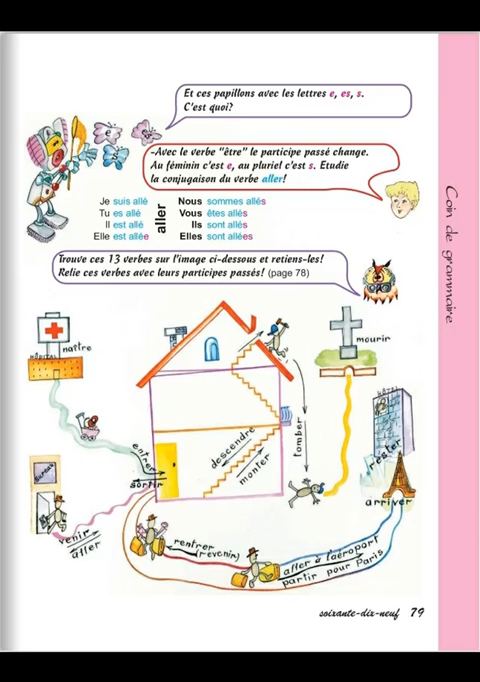 Et ces papillons avec les lettres e, es, s.
C'est quoi?
-Avec le verbe "être" le participe passé change.
Au féminin c'est e, au pluriel c'est s. Etudie
la conjugaison du verbe aller!
Je suis allé
Tu es allé
Il est allé
Elle est allée
aller
Nous sommes allés
Vous êtes allés
Ils sont allés
Elles sont allées
Coin de grammaire
Trouve ces 13 verbes sur l'image ci-dessous et retiens-les!
Relie ces verbes avec leurs participes passés! (page 78)
HÔPITAL
naître
mourir
HÔTEL
rester
tomber
descendre
monter
entrer
sortir
BUREAU
venir
aller
arriver
rentrer
(revenir)
aller à l'aéroport
partir pour Paris
soixante-dix-neuf 79